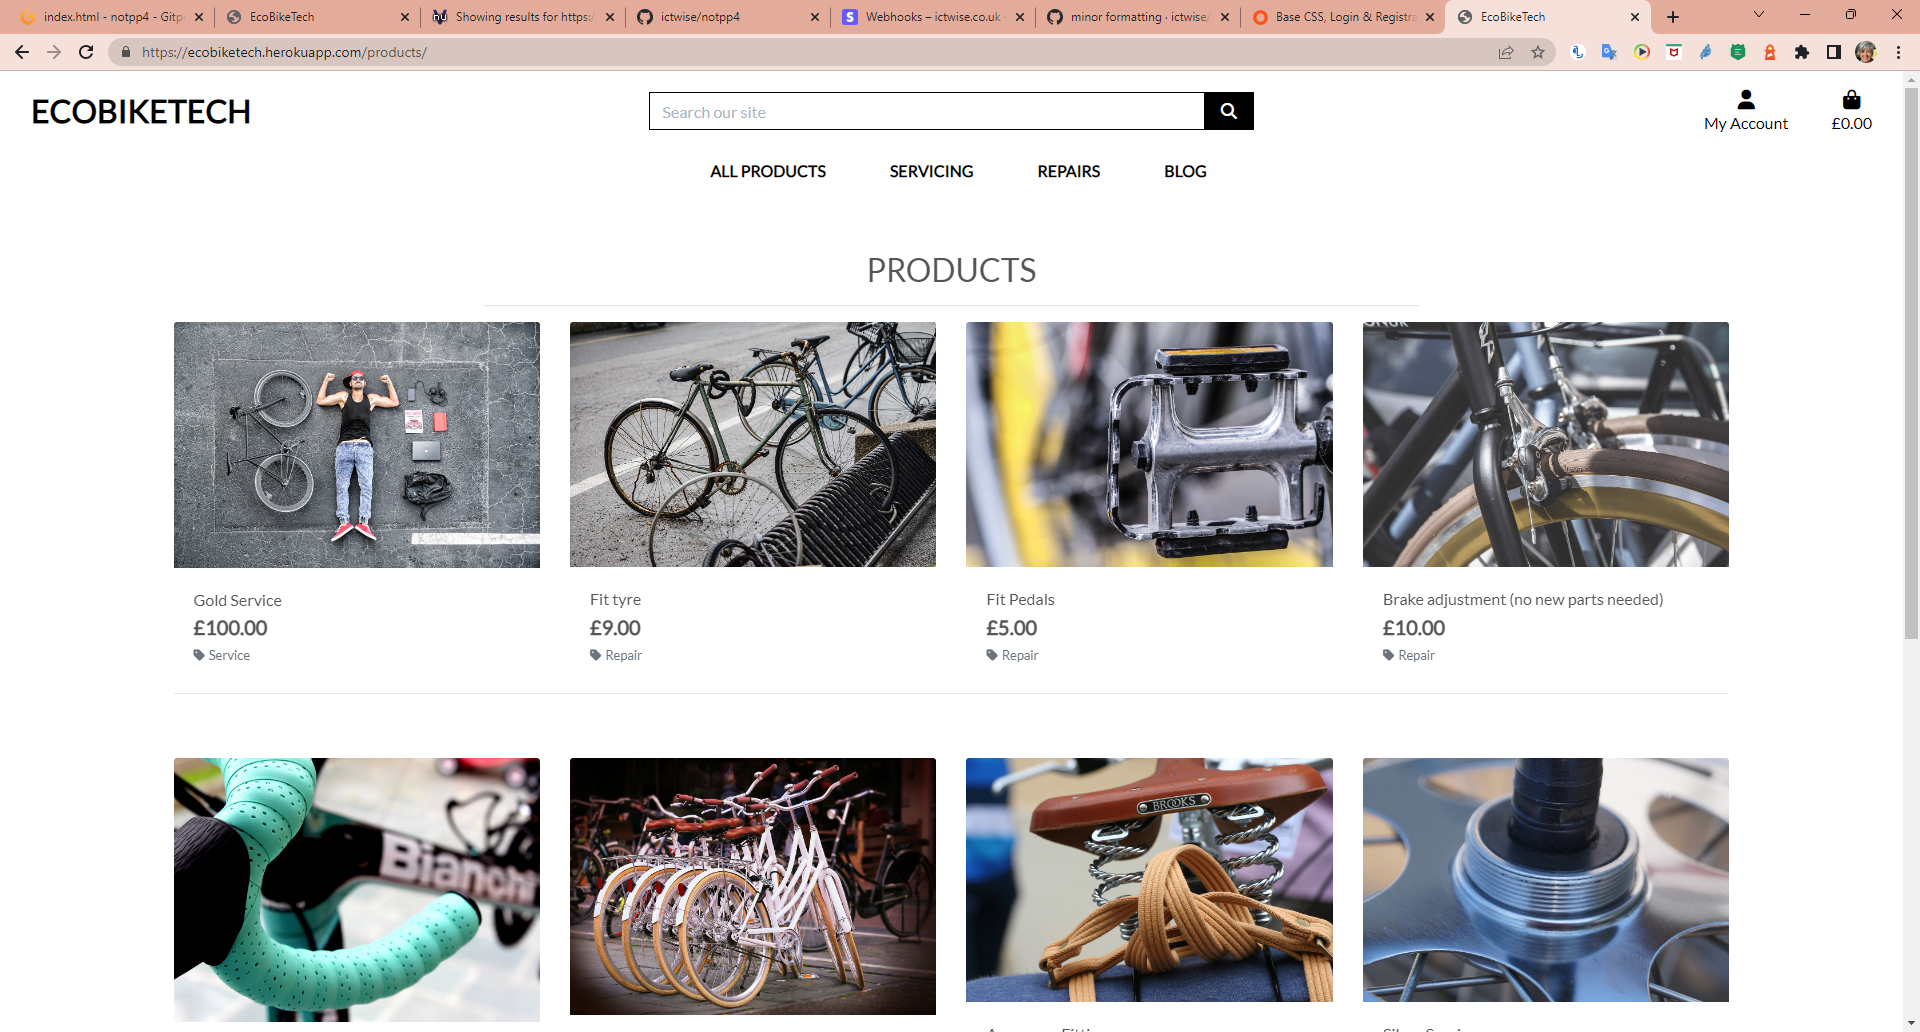 index.html - notpp4 - Gitp
EcoBikeTech
Showing results for https:/
ictwise/notpp4
Webhooks – ictwise.co.uk
minor formatting · ictwise/
Base CSS, Login & Registra
EcoBikeTech
https://ecobiketech.herokuapp.com/products/
ECOBIKETECH
Search our site
My Account
£0.00
ALL PRODUCTS
SERVICING
REPAIRS
BLOG
PRODUCTS
Gold Service
£100.00
Service
Fit tyre
£9.00
Repair
Fit Pedals
£5.00
Repair
Brake adjustment (no new parts needed)
£10.00
Repair
Bianchi
BROOKS